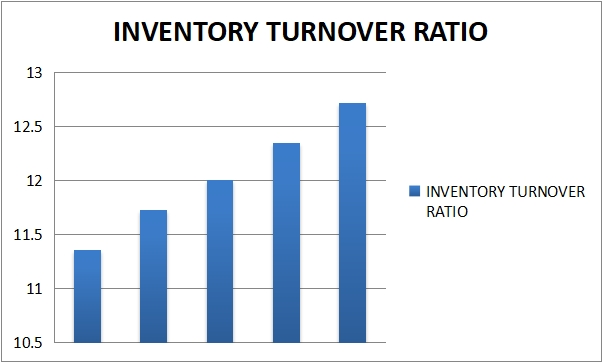 INVENTORY TURNOVER RATIO
13
12.5
12
11.5
11
10.5
INVENTORY TURNOVER
RATIO